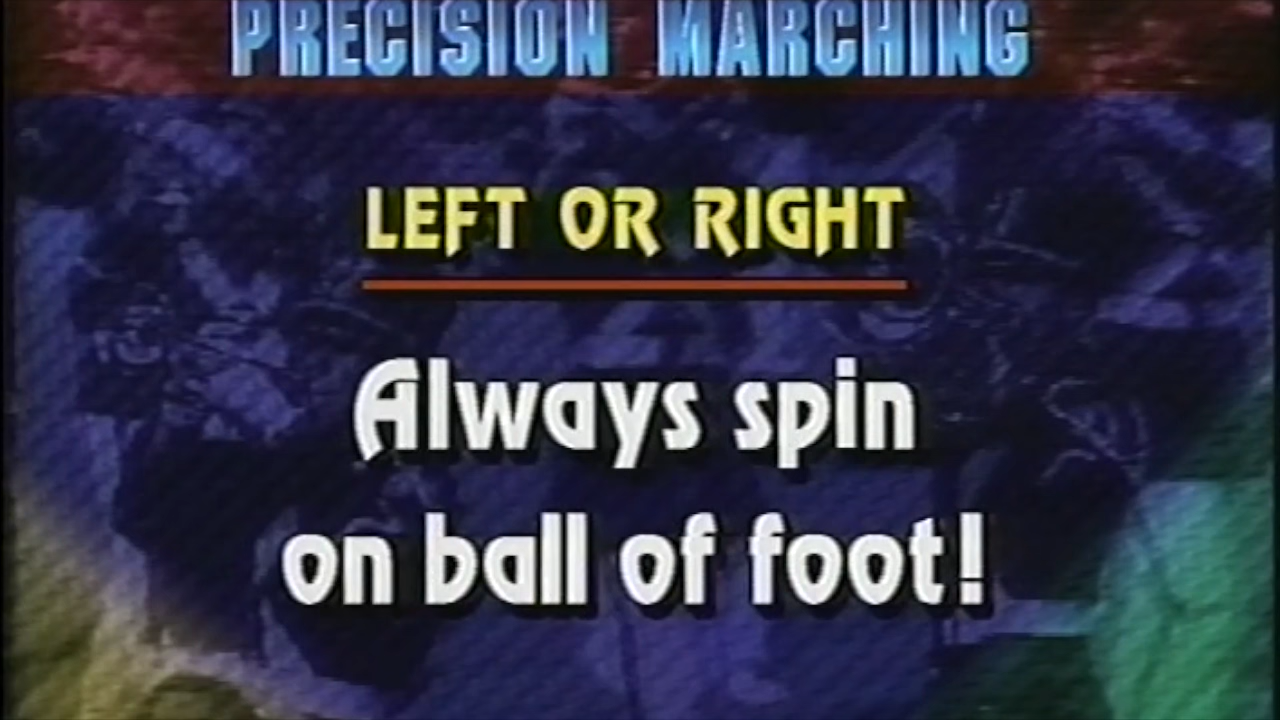 PRECISION MARCHING
LEFT OR RIGHT
Always spin
on ball of foot!